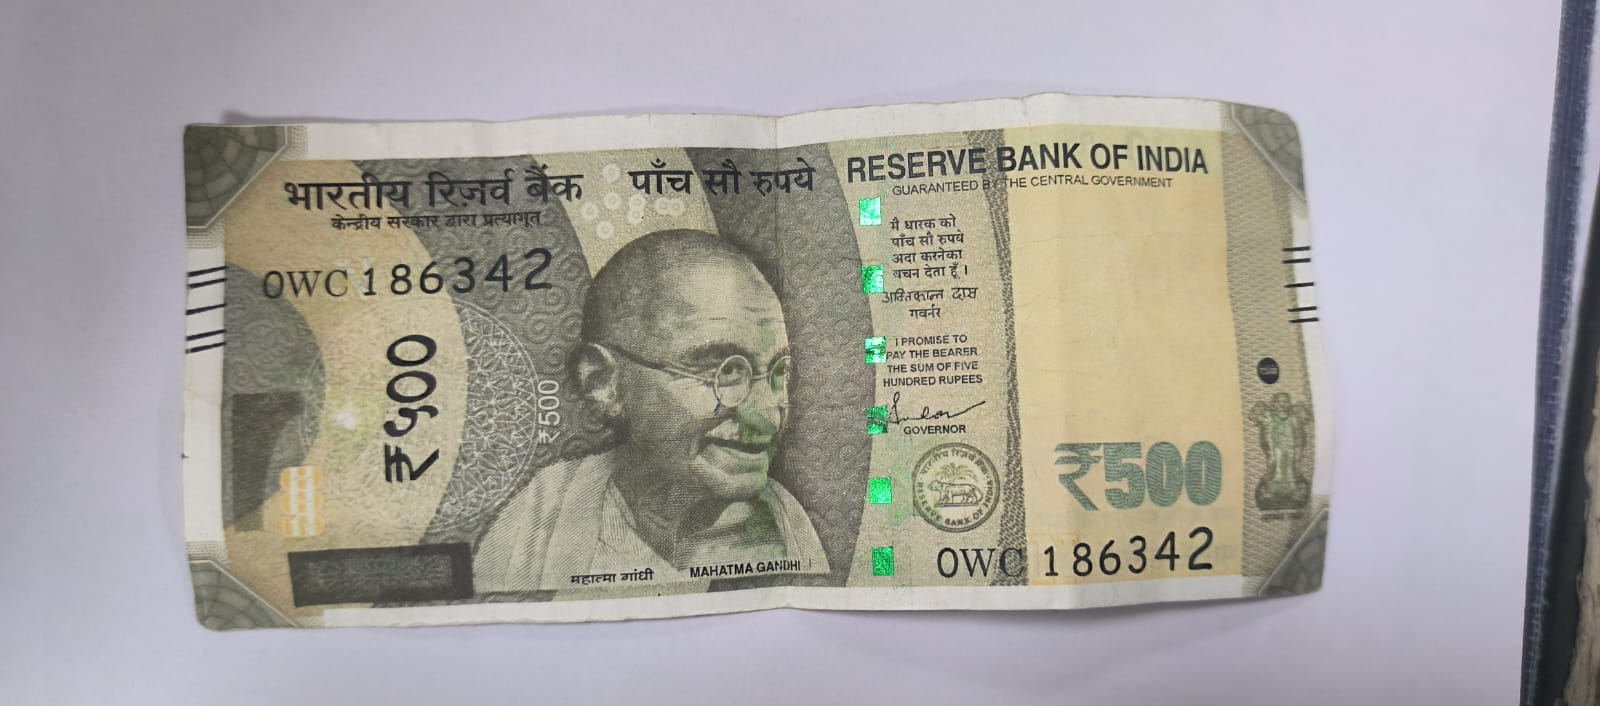 भारतीय रिज़र्व बैंक
केन्द्रीय सरकार द्वारा प्रत्याभूत
0WC 186342
₹५००
₹500
पाँच सौ रुपये
महात्मा गांधी
MAHATMA GANDHI
RESERVE BANK OF INDIA
GUARANTEED BY THE CENTRAL GOVERNMENT
मैं धारक को
पाँच सौ रुपये
अदा करनेका
वचन देता हूँ।
गवर्नर
I PROMISE TO
PAY THE BEARER
THE SUM OF FIVE
HUNDRED RUPEES
GOVERNOR
₹500
0WC 186342